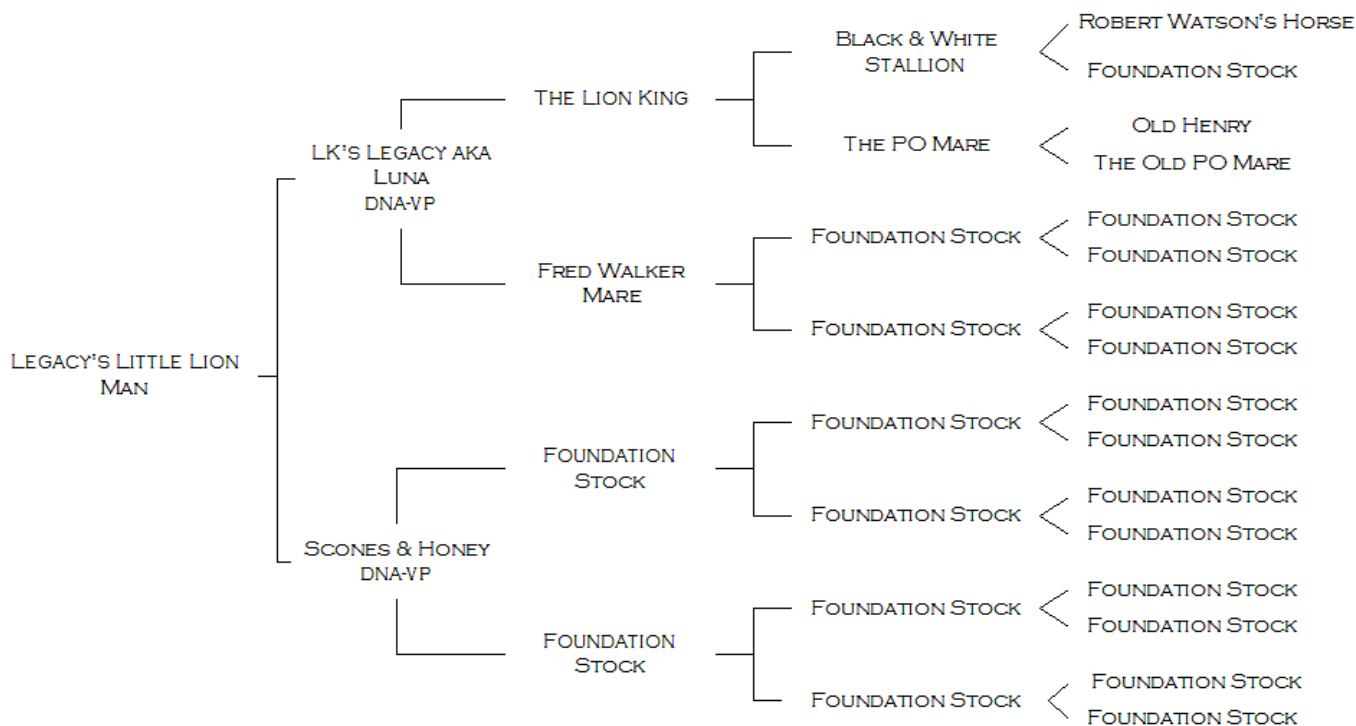 Robert Watson's Horse
Black & White
Stallion
Foundation Stock
The Lion King
Old Henry
LK's Legacy aka
Luna
DNA-VP
The PO Mare
The Old PO Mare
Foundation Stock
Foundation Stock
Foundation Stock
Fred Walker
Mare
Foundation Stock
Foundation Stock
Foundation Stock
Legacy's Little Lion
Man
Foundation Stock
Foundation Stock
Foundation Stock
Foundation
Stock
Foundation Stock
Foundation Stock
Foundation Stock
Scones & Honey
DNA-VP
Foundation Stock
Foundation Stock
Foundation Stock
Foundation
Stock
Foundation Stock
Foundation Stock
Foundation Stock